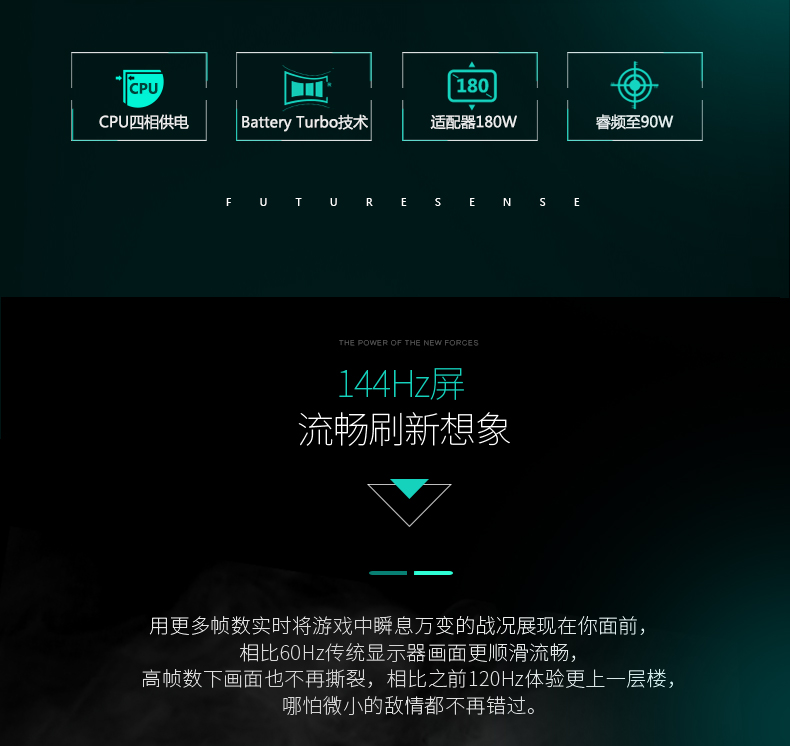 CPU
180
CPU四相供电
Battery Turbo技术
适配器180W
睿频至90W
FUTURESENSE
THE POWER OF THE NEW FORCES
144Hz屏
流畅刷新想象
用更多帧数实时将游戏中瞬息万变的战况展现在你面前，
相比60Hz传统显示器画面更顺滑流畅，
高帧数下画面也不再撕裂，相比之前120Hz体验更上一层楼，
哪怕微小的敌情都不再错过。